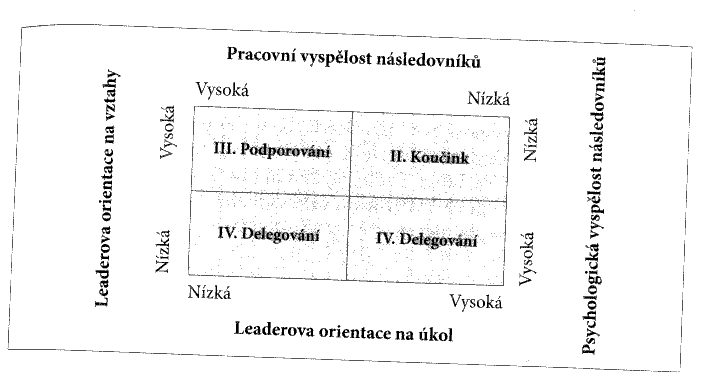 Pracovní vyspělost následovníků
Vysoká
Nízká
Leaderova orientace na vztahy
Vysoká
III. Podporování
II. Koučink
Nízká
Psychologická vyspělost následovníků
Nízká
IV. Delegování
IV. Delegování
Vysoká
Nízká
Vysoká
Leaderova orientace na úkol